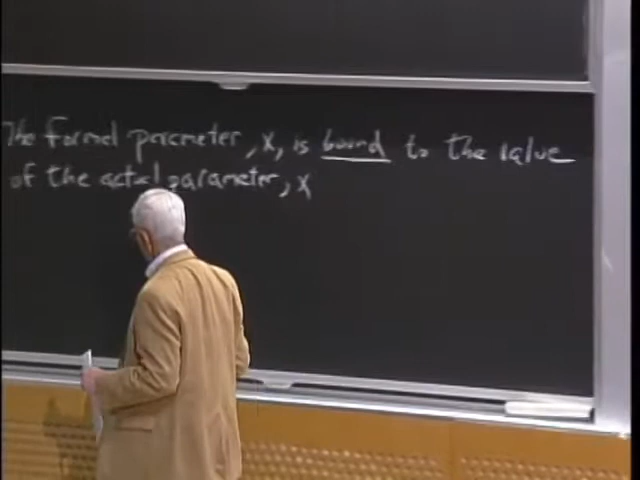 The formal parameter, x, is bound to the value
of the actual parameter, x